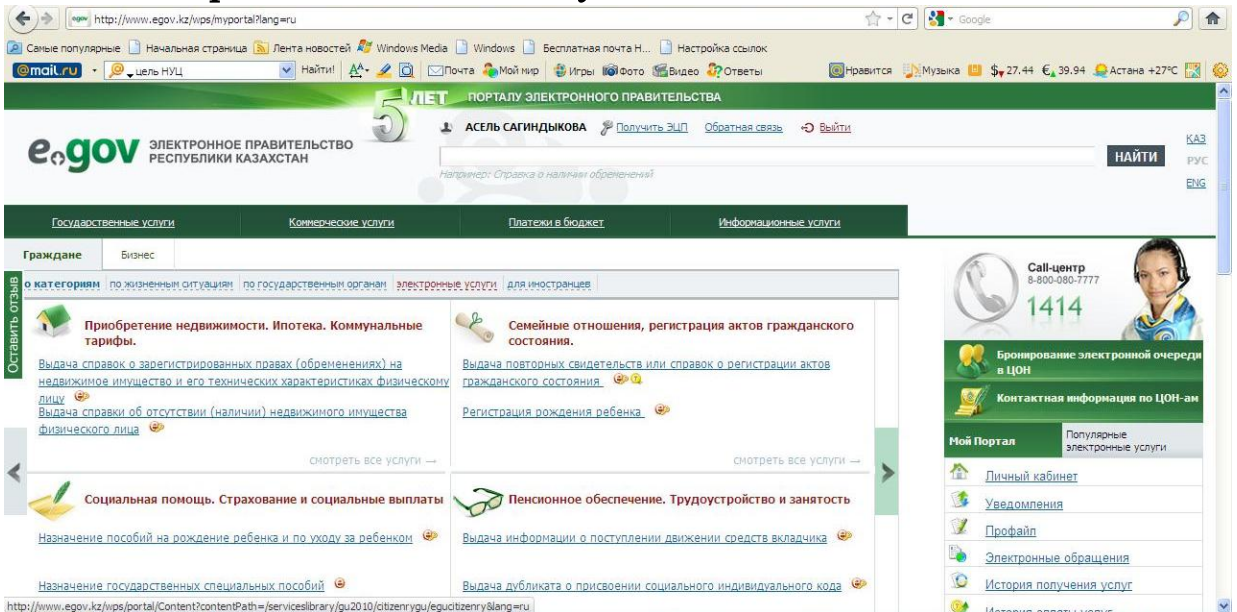 http://www.egov.kz/wps/myportal?lang=ru
Google
Самые популярные Начальная страница Лента новостей Windows Media Windows Бесплатная почта H... Настройка ссылок
@mail.ru цель НУЦ Найти! Почта Мой мир Игры Фото Видео Ответы Нравится Музыка $ 27.44 € 39.94 Астана +27°C
5 ЛЕТ ПОРТАЛУ ЭЛЕКТРОННОГО ПРАВИТЕЛЬСТВА
АСЕЛЬ САГИНДЫКОВА Получить ЭЦП Обратная связь Выйти
e.gov ЭЛЕКТРОННОЕ ПРАВИТЕЛЬСТВО
РЕСПУБЛИКИ КАЗАХСТАН
НАЙТИ
Например: Справка о наличии обременений
ҚАЗ
РУС
ENG
Государственные услуги Коммерческие услуги Платежи в бюджет Информационные услуги
Граждане Бизнес
Оставить отзыв
о категориям по жизненным ситуациям по государственным органам электронные услуги для иностранцев
Приобретение недвижимости. Ипотека. Коммунальные
тарифы.
Выдача справок о зарегистрированных правах (обременениях) на
недвижимое имущество и его технических характеристиках физическому
лицу
Выдача справки об отсутствии (наличии) недвижимого имущества
физического лица
смотреть все услуги →
Семейные отношения, регистрация актов гражданского
состояния.
Выдача повторных свидетельств или справок о регистрации актов
гражданского состояния
Регистрация рождения ребенка
смотреть все услуги →
Социальная помощь. Страхование и социальные выплаты
Назначение пособий на рождение ребенка и по уходу за ребенком
Назначение государственных специальных пособий
Пенсионное обеспечение. Трудоустройство и занятость
Выдача информации о поступлении движении средств вкладчика
Выдача дубликата о присвоении социального индивидуального кода
Call-центр
8-800-080-7777
1414
Бронирование электронной очереди
в ЦОН
Контактная информация по ЦОН-ам
Мой Портал
Популярные
электронные услуги
Личный кабинет
Уведомления
Профайл
Электронные обращения
История получения услуг
История оплаты услуг
http://www.egov.kz/wps/portal/Content?contentPath=/serviceslibrary/gu2010/citizenrygu/egucitizenry&lang=ru